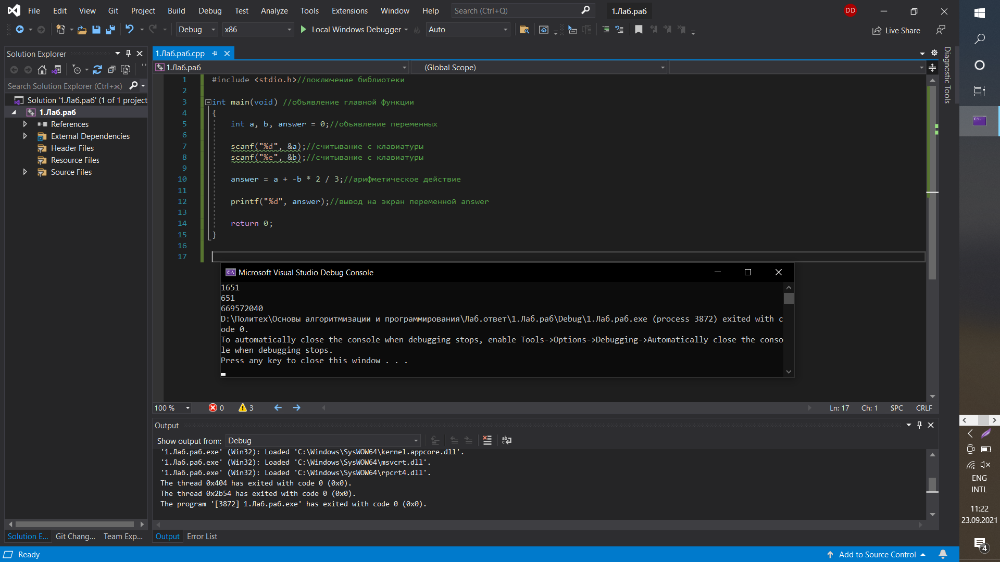 File Edit View Git Project Build Debug Test Analyze Tools Extensions Window Help Search (Ctrl+Q) 1.Лаб.раб DD
Debug x86 Local Windows Debugger Auto Live Share
Solution Explorer
Search Solution Explorer (Ctrl+ж)
Solution '1.Лаб.раб' (1 of 1 project
1.Лаб.раб
References
External Dependencies
Header Files
Resource Files
Source Files
Solution E... Git Chang... Team Exp...
1.Лаб.раб.cpp
1.Лаб.раб (Global Scope)
1 #include <stdio.h>//поключение библиотеки
2
3 int main(void) //объявление главной функции
4 {
5 int a, b, answer = 0;//объявление переменных
6
7 scanf("%d", &a);//считывание с клавиатуры
8 scanf("%e", &b);//считывание с клавиатуры
9
10 answer = a + -b * 2 / 3;//арифметическое действие
11
12 printf("%d", answer);//вывод на экран переменной answer
13
14 return 0;
15 }
16
17
Microsoft Visual Studio Debug Console
1651
651
669572040
D:\Политех\Основы алгоритмизации и программирования\Лаб.ответ\1.Лаб.раб\Debug\1.Лаб.раб.exe (process 3872) exited with c
ode 0.
To automatically close the console when debugging stops, enable Tools->Options->Debugging->Automatically close the conso
le when debugging stops.
Press any key to close this window . . .
100 % 0 3 Ln: 17 Ch: 1 SPC CRLF
Output
Show output from: Debug
'1.Лаб.раб.exe' (Win32): Loaded 'C:\Windows\SysWOW64\kernel.appcore.dll'.
'1.Лаб.раб.exe' (Win32): Loaded 'C:\Windows\SysWOW64\msvcrt.dll'.
'1.Лаб.раб.exe' (Win32): Loaded 'C:\Windows\SysWOW64\rpcrt4.dll'.
The thread 0x404 has exited with code 0 (0x0).
The thread 0x2b54 has exited with code 0 (0x0).
The program '[3872] 1.Лаб.раб.exe' has exited with code 0 (0x0).
Output Error List
Diagnostic Tools
Ready Add to Source Control
ENG
INTL
11:22
23.09.2021
4